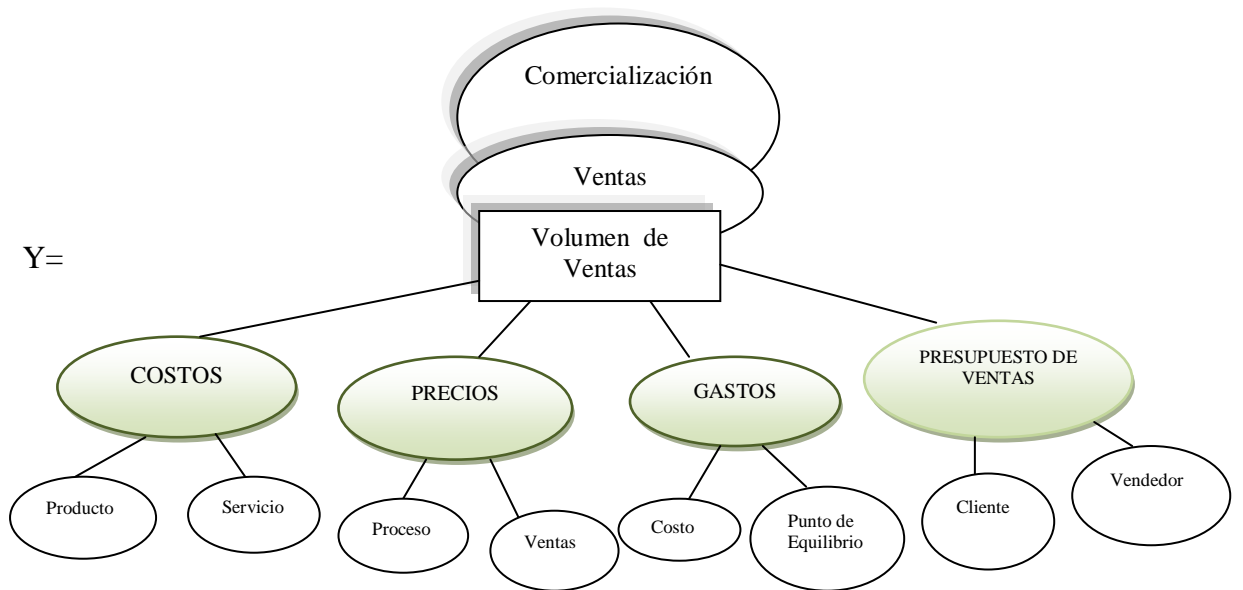 Comercialización
Ventas
Volumen de
Ventas
Y=
COSTOS
PRECIOS
GASTOS
PRESUPUESTO DE
VENTAS
Producto
Servicio
Proceso
Ventas
Costo
Punto de
Equilibrio
Cliente
Vendedor